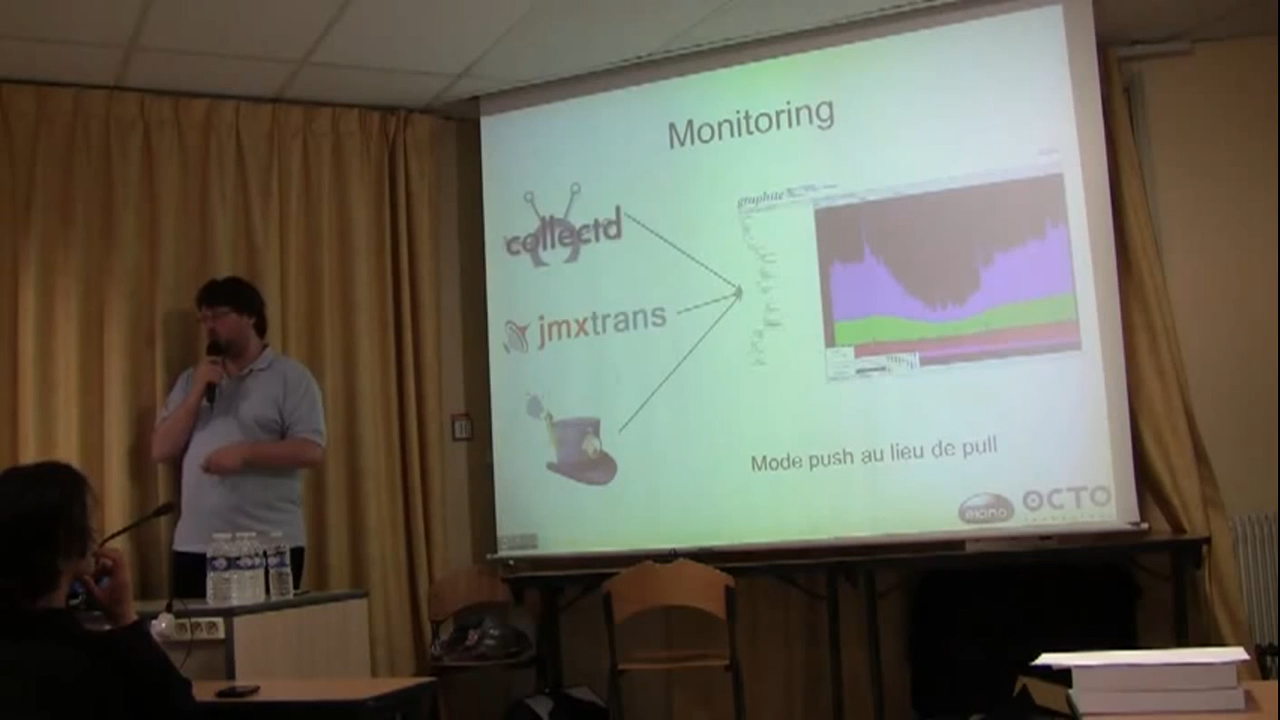 Monitoring
collectd
graphite
jmxtrans
Mode push au lieu de pull
OCTO